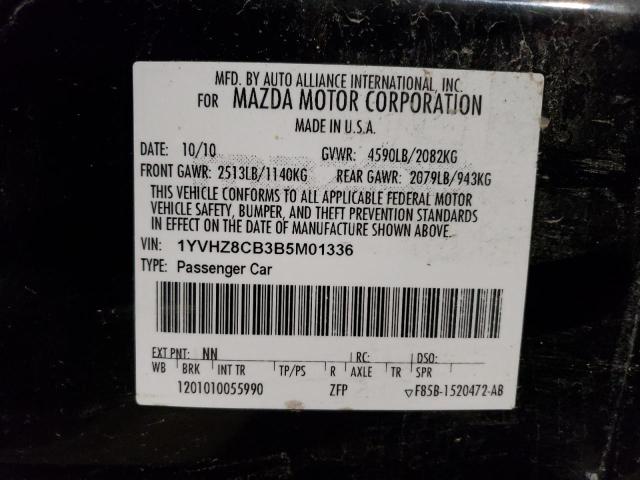 MFD. BY AUTO ALLIANCE INTERNATIONAL, INC.
FOR MAZDA MOTOR CORPORATION
MADE IN U.S.A.
DATE: 10/10 GVWR: 4590LB/2082KG
FRONT GAWR: 2513LB/1140KG REAR GAWR: 2079LB/943KG
THIS VEHICLE CONFORMS TO ALL APPLICABLE FEDERAL MOTOR
VEHICLE SAFETY, BUMPER, AND THEFT PREVENTION STANDARDS
IN EFFECT ON THE DATE OF MANUFACTURE SHOWN ABOVE.
VIN: 1YVHZ8CB3B5M01336
TYPE: Passenger Car
EXT PNT: NN RC: DSO:
WB BRK INT TR TP/PS R AXLE TR SPR
1201010055990 ZFP ▽F85B-1520472-AB